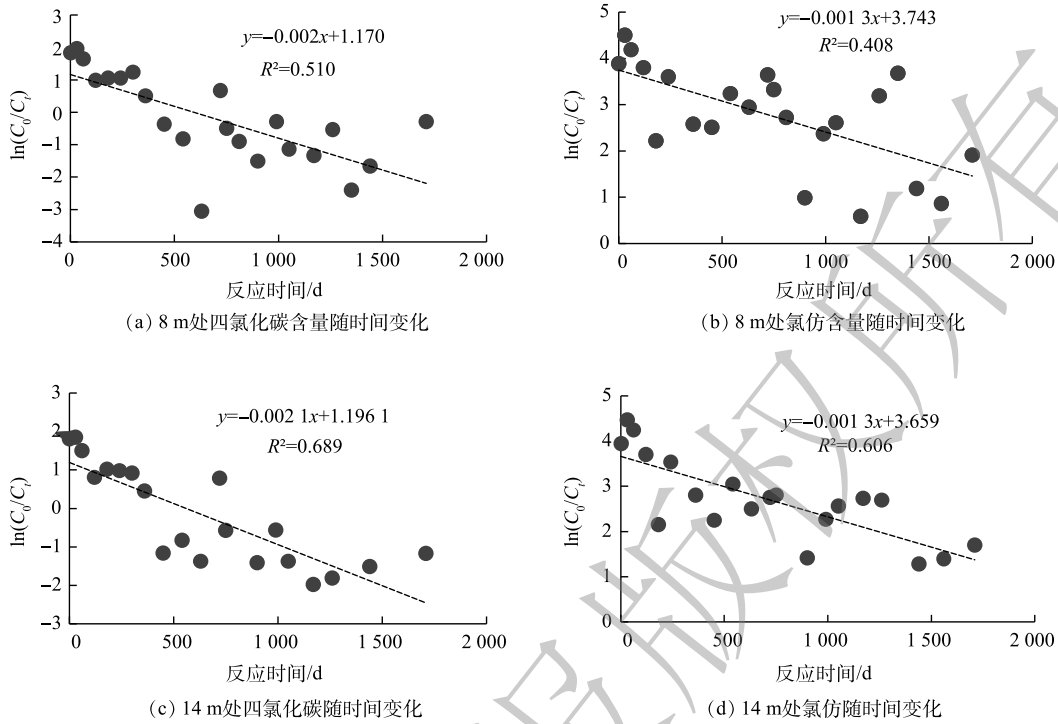 3
2
1
0
−1
−2
−3
−4
ln(C₀/Cₜ)
y=−0.002x+1.170
R²=0.510
0 500 1 000 1 500 2 000
反应时间/d
（a）8 m处四氯化碳含量随时间变化
5
4
3
2
1
0
ln(C₀/Cₜ)
y=−0.001 3x+3.743
R²=0.408
0 500 1 000 1 500 2 000
反应时间/d
（b）8 m处氯仿含量随时间变化
3
2
1
0
−1
−2
−3
ln(C₀/Cₜ)
y=−0.002 1x+1.196 1
R²=0.689
0 500 1 000 1 500 2 000
反应时间/d
（c）14 m处四氯化碳随时间变化
5
4
3
2
1
0
ln(C₀/Cₜ)
y=−0.001 3x+3.659
R²=0.606
0 500 1 000 1 500 2 000
反应时间/d
（d）14 m处氯仿随时间变化
版权所有